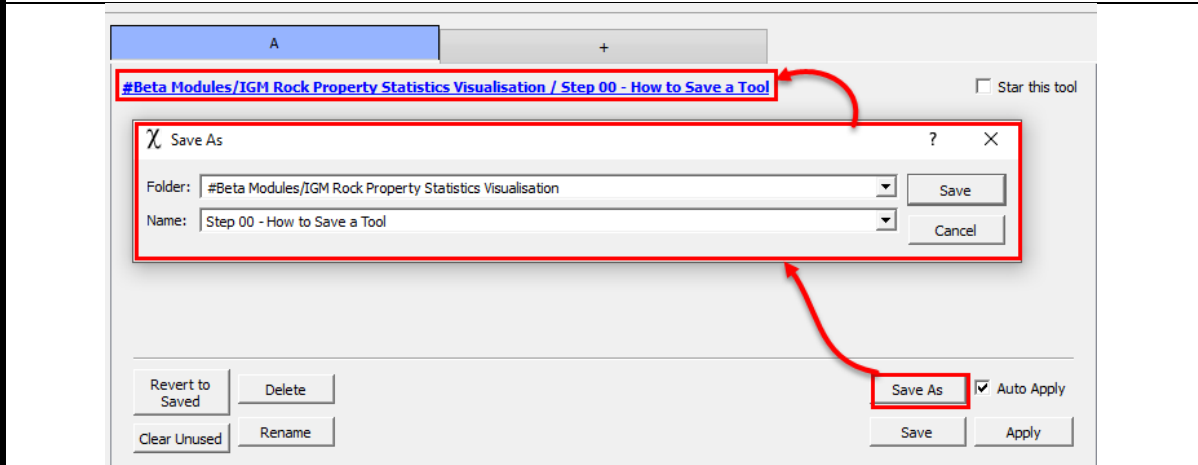 A
+
#Beta Modules/IGM Rock Property Statistics Visualisation / Step 00 - How to Save a Tool
Star this tool
χ Save As ? X
Folder: #Beta Modules/IGM Rock Property Statistics Visualisation
Save
Name: Step 00 - How to Save a Tool
Cancel
Revert to
Saved
Delete
Save As
Auto Apply
Clear Unused
Rename
Save
Apply